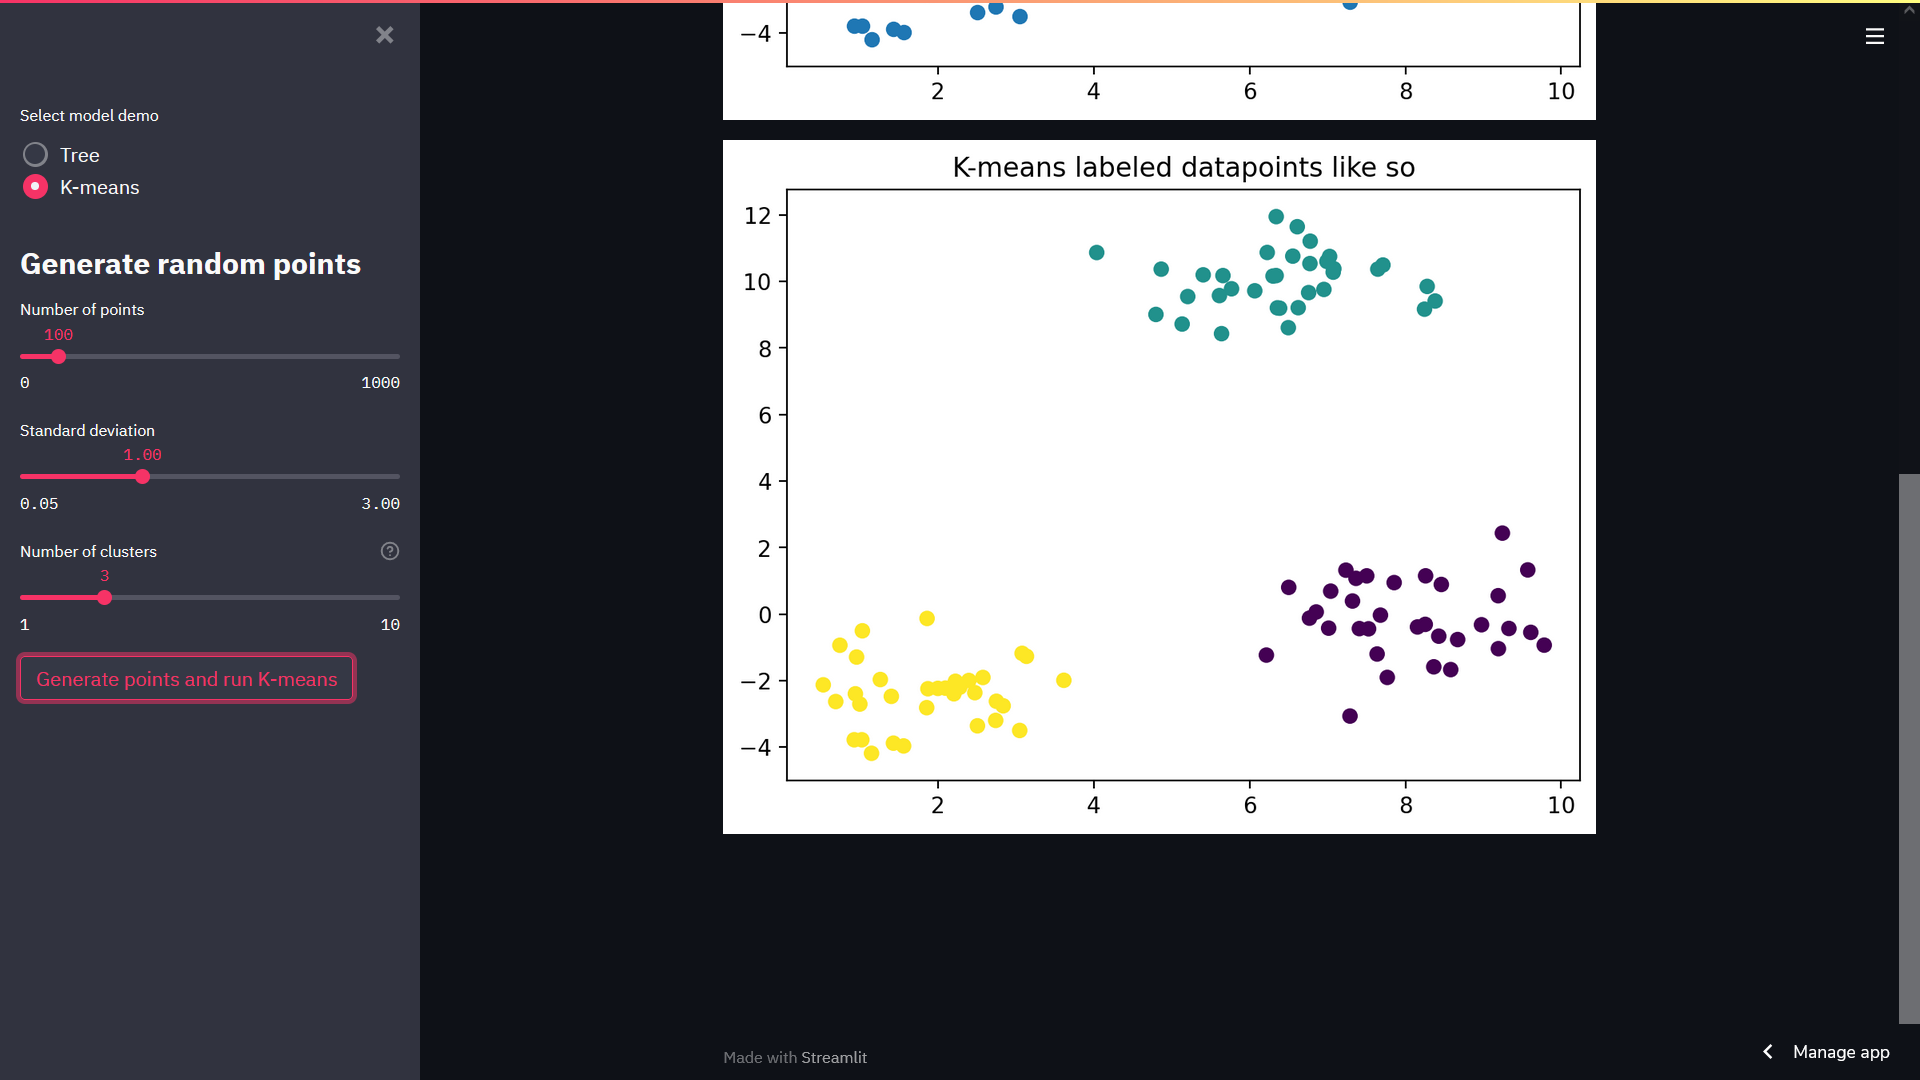 Select model demo
Tree
K-means
Generate random points
Number of points
100
0 1000
Standard deviation
1.00
0.05 3.00
Number of clusters
3
1 10
Generate points and run K-means
−4
2 4 6 8 10
K-means labeled datapoints like so
12
10
8
6
4
2
0
−2
−4
2 4 6 8 10
Made with Streamlit
Manage app